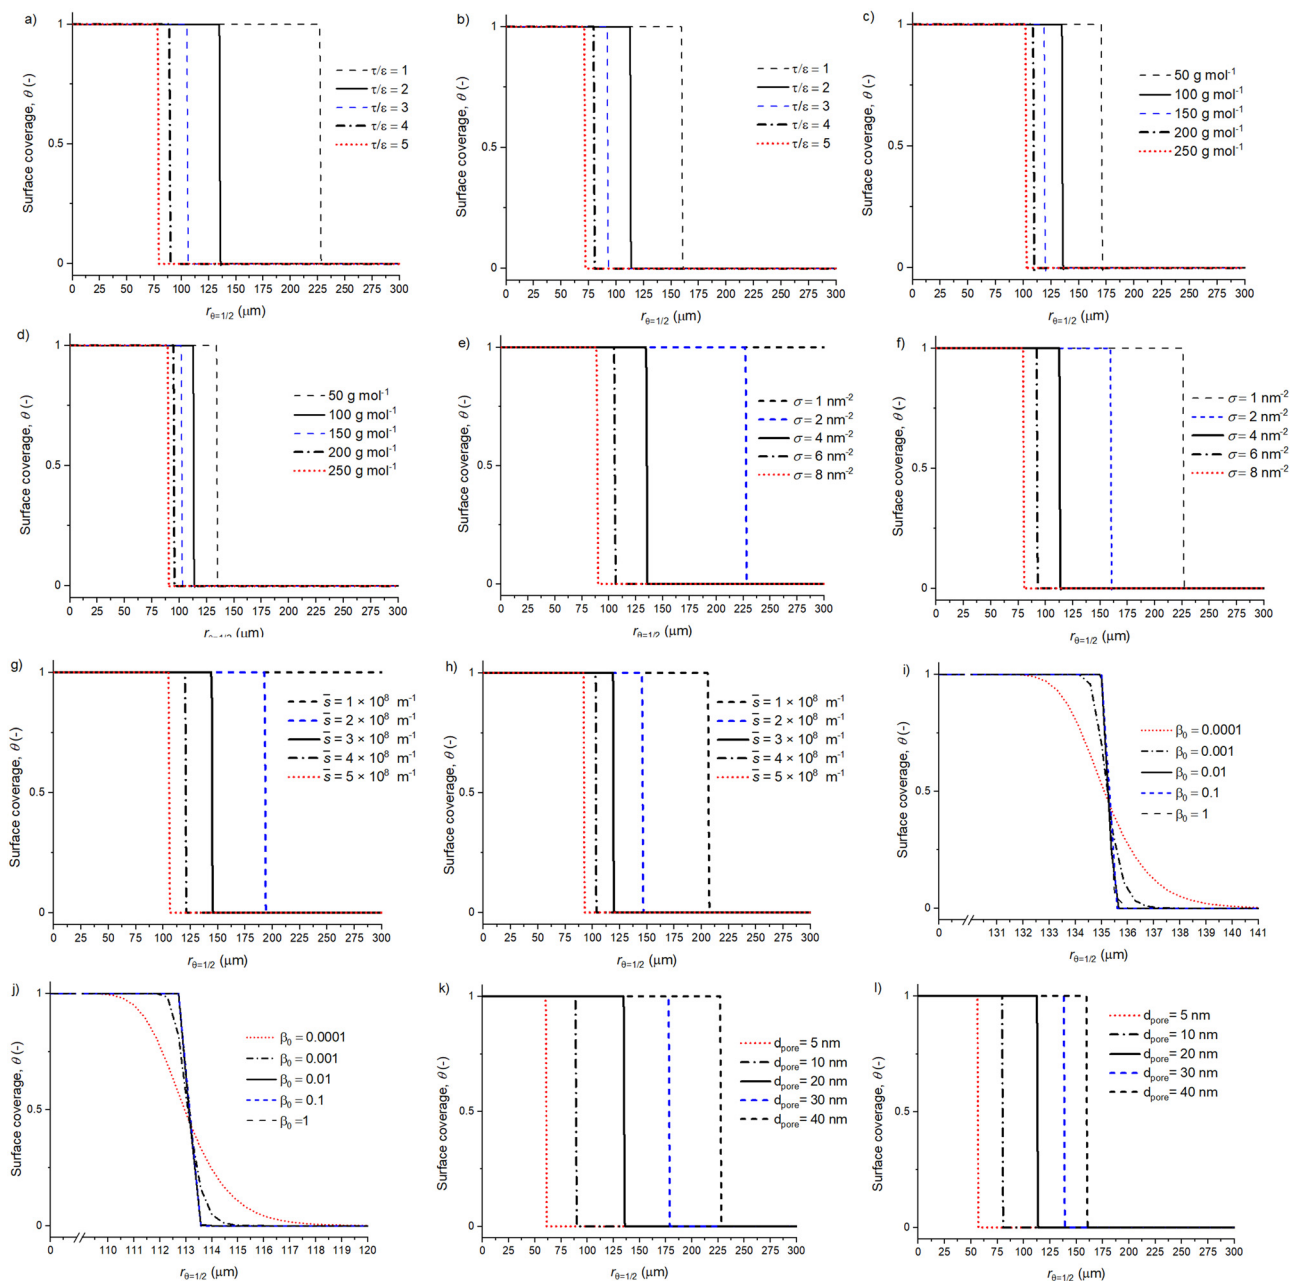 a)
Surface coverage, θ (-)
1
0.5
0
τ/ε = 1
τ/ε = 2
τ/ε = 3
τ/ε = 4
τ/ε = 5
0 25 50 75 100 125 150 175 200 225 250 275 300
rθ=1/2 (μm)
b)
Surface coverage, θ (-)
1
0.5
0
τ/ε = 1
τ/ε = 2
τ/ε = 3
τ/ε = 4
τ/ε = 5
0 25 50 75 100 125 150 175 200 225 250 275 300
rθ=1/2 (μm)
c)
Surface coverage, θ (-)
1
0.5
0
50 g mol-1
100 g mol-1
150 g mol-1
200 g mol-1
250 g mol-1
0 25 50 75 100 125 150 175 200 225 250 275 300
rθ=1/2 (μm)
d)
Surface coverage, θ (-)
1
0.5
0
50 g mol-1
100 g mol-1
150 g mol-1
200 g mol-1
250 g mol-1
0 25 50 75 100 125 150 175 200 225 250 275 300
rθ=1/2 (μm)
e)
Surface coverage, θ (-)
1
0.5
0
σ = 1 nm-2
σ = 2 nm-2
σ = 4 nm-2
σ = 6 nm-2
σ = 8 nm-2
0 25 50 75 100 125 150 175 200 225 250 275 300
rθ=1/2 (μm)
f)
Surface coverage, θ (-)
1
0.5
0
σ = 1 nm-2
σ = 2 nm-2
σ = 4 nm-2
σ = 6 nm-2
σ = 8 nm-2
0 25 50 75 100 125 150 175 200 225 250 275 300
rθ=1/2 (μm)
g)
Surface coverage, θ (-)
1
0.5
0
s̅ = 1 × 108 m-1
s̅ = 2 × 108 m-1
s̅ = 3 × 108 m-1
s̅ = 4 × 108 m-1
s̅ = 5 × 108 m-1
0 25 50 75 100 125 150 175 200 225 250 275 300
rθ=1/2 (μm)
h)
Surface coverage, θ (-)
1
0.5
0
s̅ = 1 × 108 m-1
s̅ = 2 × 108 m-1
s̅ = 3 × 108 m-1
s̅ = 4 × 108 m-1
s̅ = 5 × 108 m-1
0 25 50 75 100 125 150 175 200 225 250 275 300
rθ=1/2 (μm)
i)
Surface coverage, θ (-)
1
0.5
0
β0 = 0.0001
β0 = 0.001
β0 = 0.01
β0 = 0.1
β0 = 1
0 131 132 133 134 135 136 137 138 139 140 141
rθ=1/2 (μm)
j)
Surface coverage, θ (-)
1
0.5
0
β0 = 0.0001
β0 = 0.001
β0 = 0.01
β0 = 0.1
β0 =1
0 110 111 112 113 114 115 116 117 118 119 120
rθ=1/2 (μm)
k)
Surface coverage, θ (-)
1
0.5
0
dpore= 5 nm
dpore= 10 nm
dpore= 20 nm
dpore= 30 nm
dpore= 40 nm
0 25 50 75 100 125 150 175 200 225 250 275 300
rθ=1/2 (μm)
l)
Surface coverage, θ (-)
1
0.5
0
dpore= 5 nm
dpore= 10 nm
dpore= 20 nm
dpore= 30 nm
dpore= 40 nm
0 25 50 75 100 125 150 175 200 225 250 275 300
rθ=1/2 (μm)